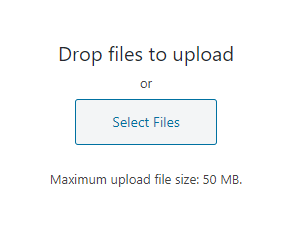 Drop files to upload
or
Select Files
Maximum upload file size: 50 MB.